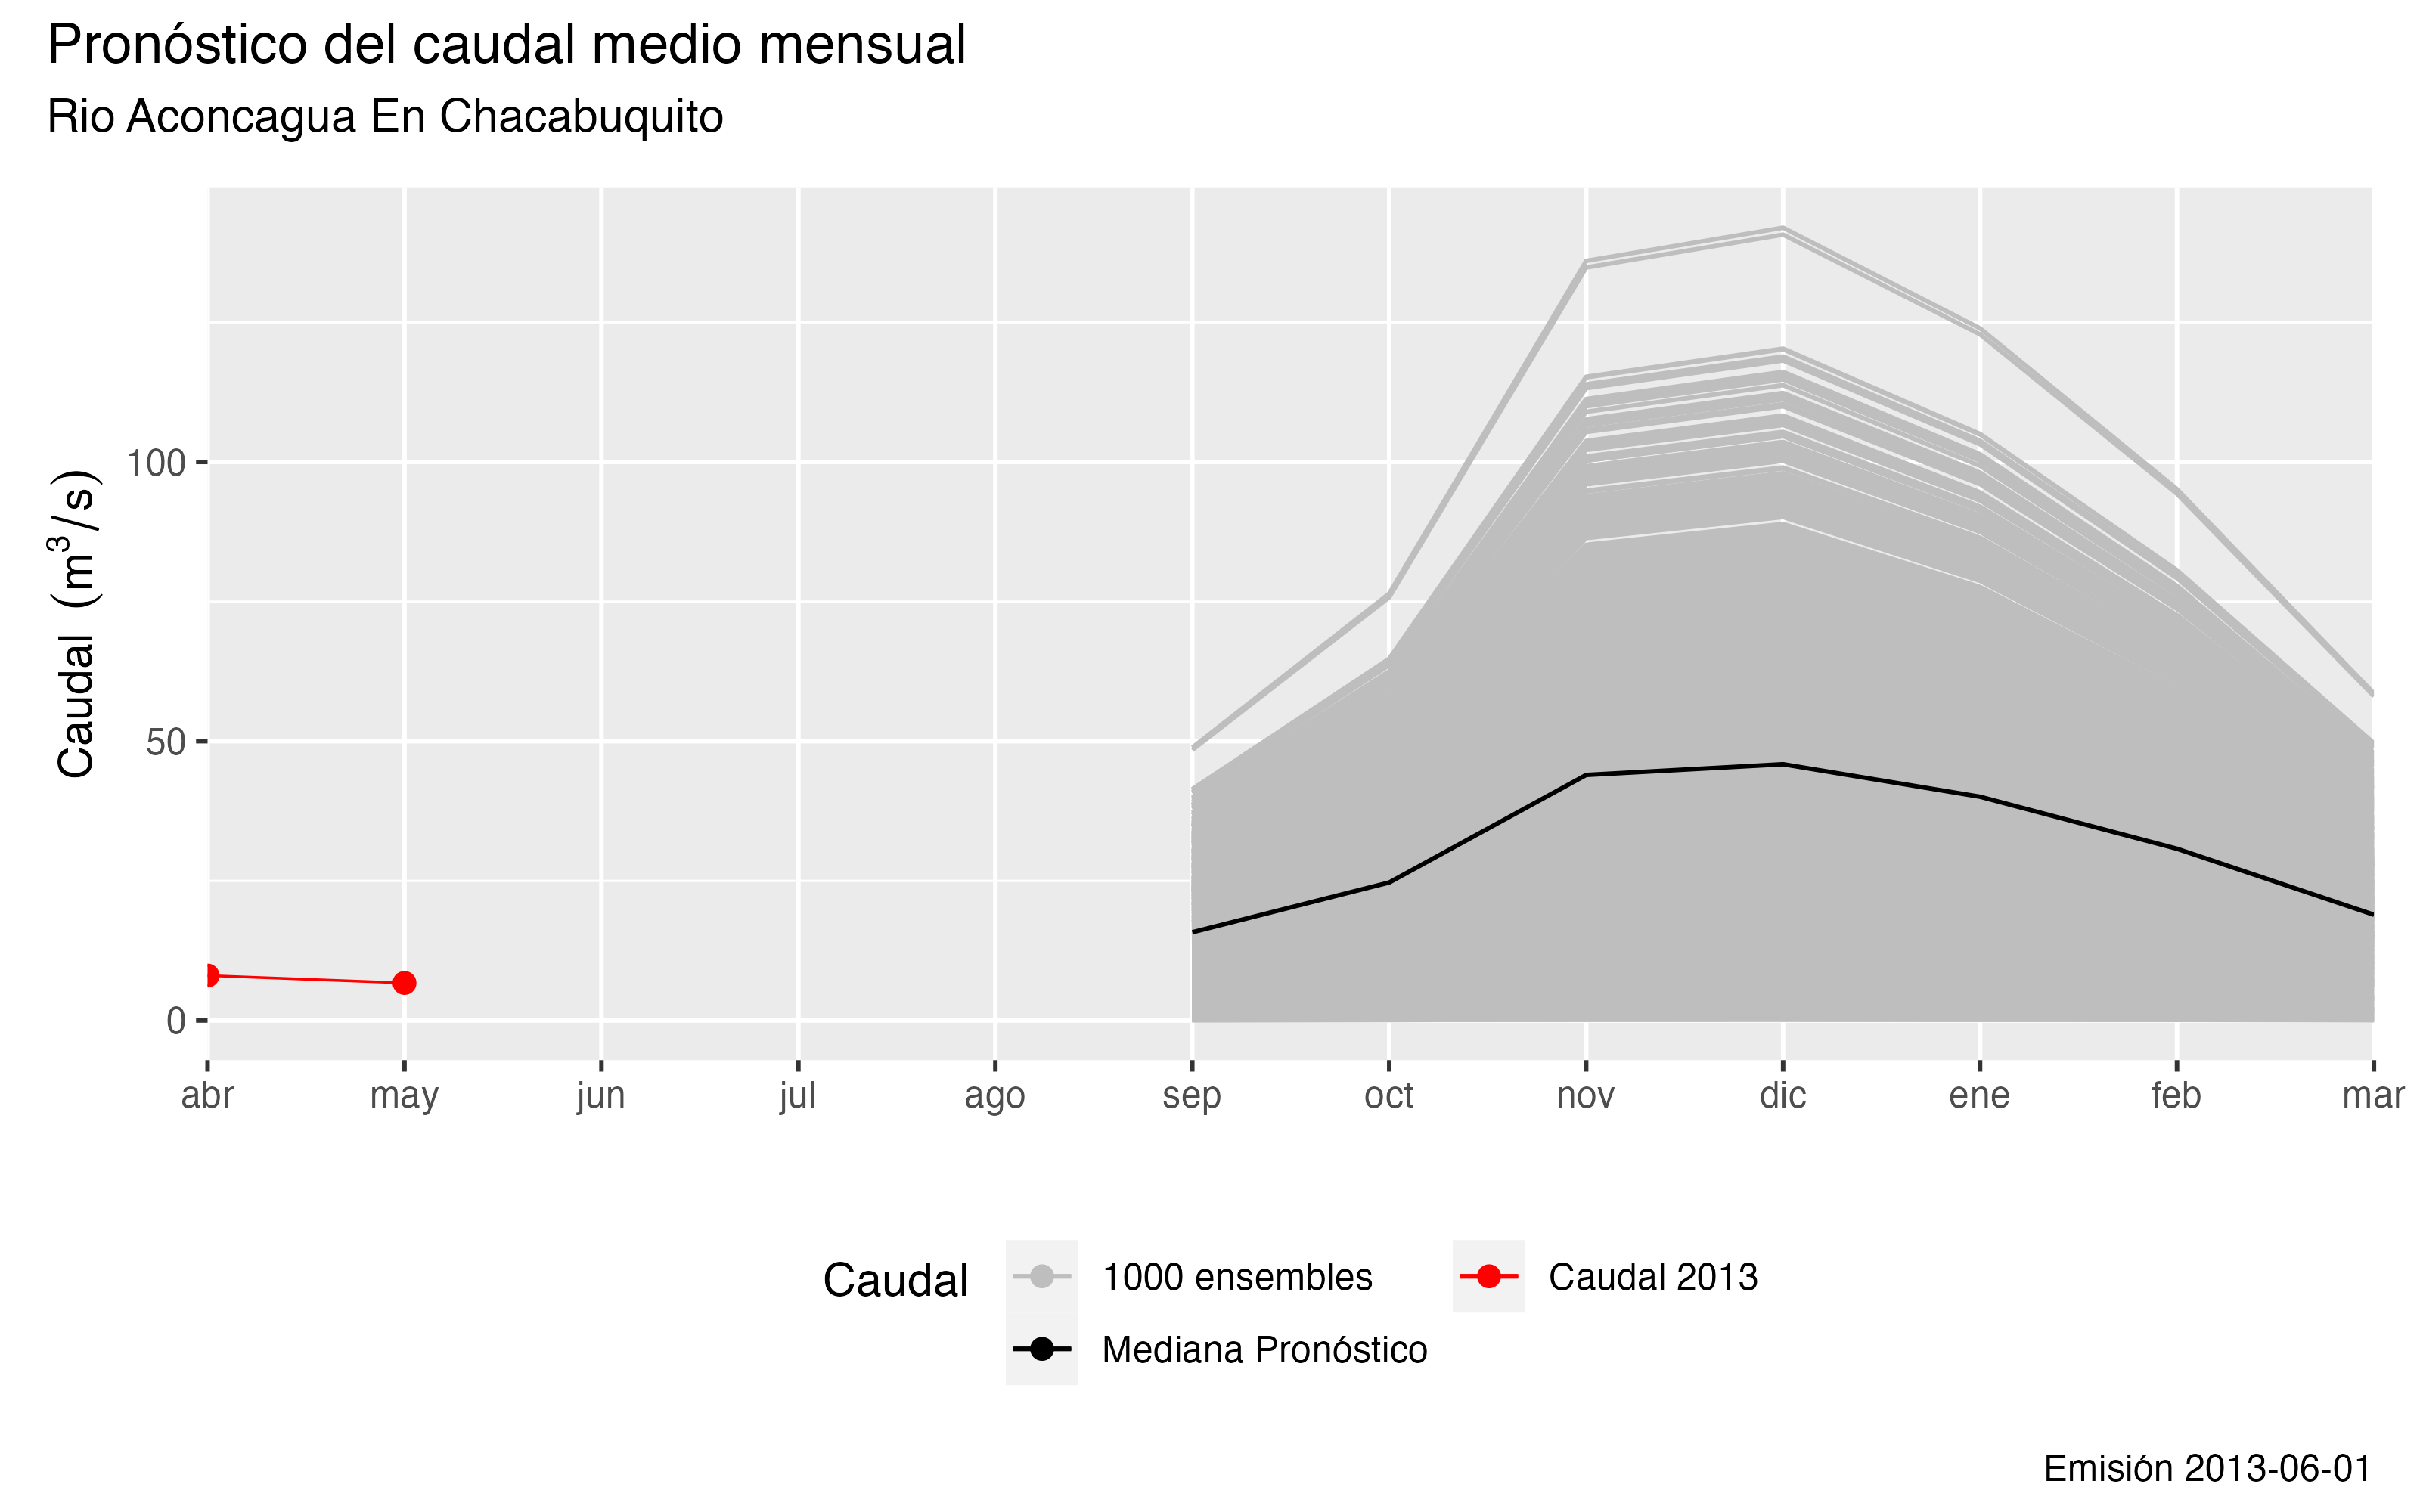 Pronóstico del caudal medio mensual
Rio Aconcagua En Chacabuquito
Caudal (m³/s)
100
50
0
abr may jun jul ago sep oct nov dic ene feb mar
Caudal
1000 ensembles
Caudal 2013
Mediana Pronóstico
Emisión 2013-06-01